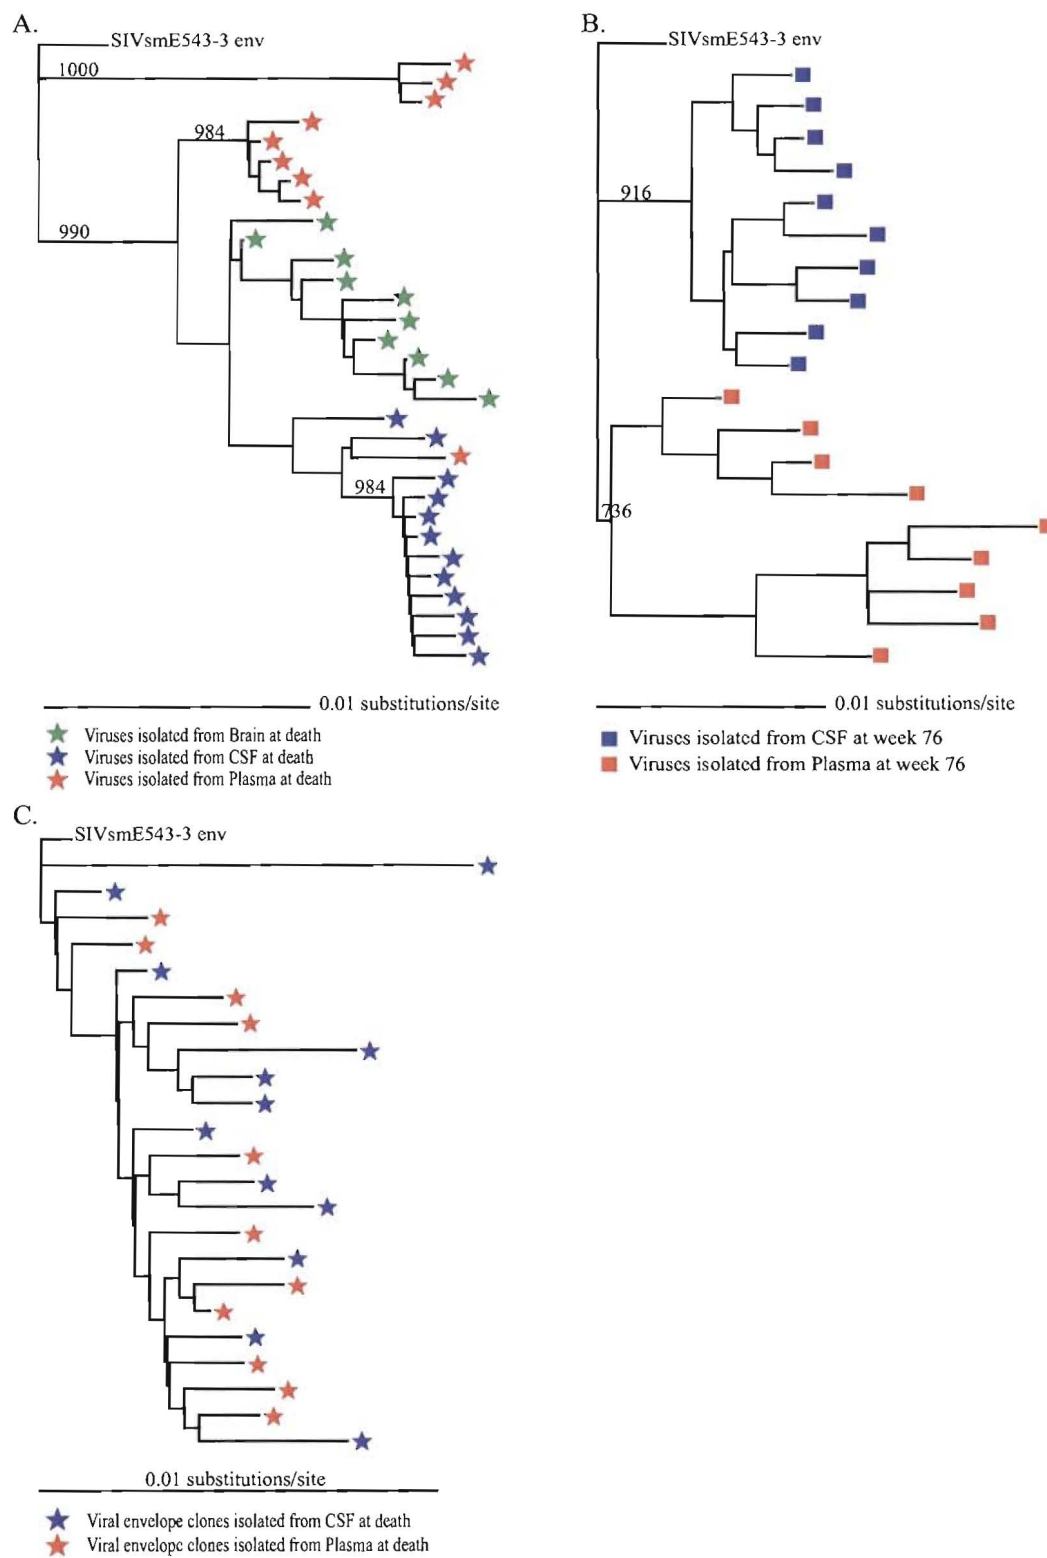 A.
SIVsmE543-3 env
1000
984
990
984
0.01 substitutions/site
Viruses isolated from Brain at death
Viruses isolated from CSF at death
Viruses isolated from Plasma at death
B.
SIVsmE543-3 env
916
736
0.01 substitutions/site
Viruses isolated from CSF at week 76
Viruses isolated from Plasma at week 76
C.
SIVsmE543-3 env
0.01 substitutions/site
Viral envelope clones isolated from CSF at death
Viral envelope clones isolated from Plasma at death